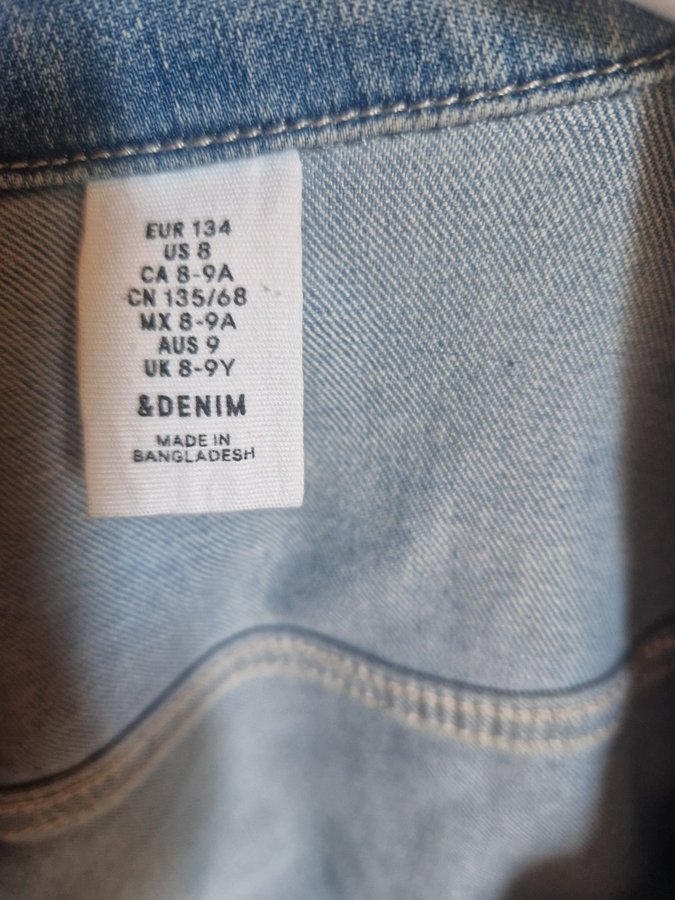 EUR 134
US 8
CA 8-9A
CN 135/68
MX 8-9A
AUS 9
UK 8-9Y
&DENIM
MADE IN
BANGLADESH